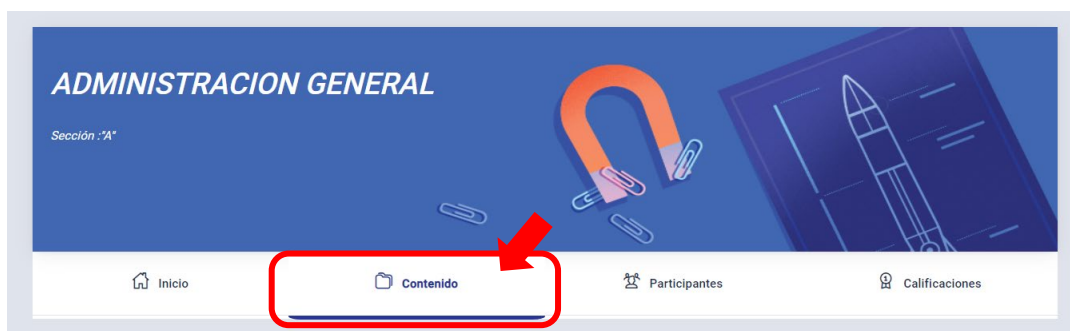 ADMINISTRACION GENERAL
Sección :"A"
Inicio
Contenido
Participantes
Calificaciones